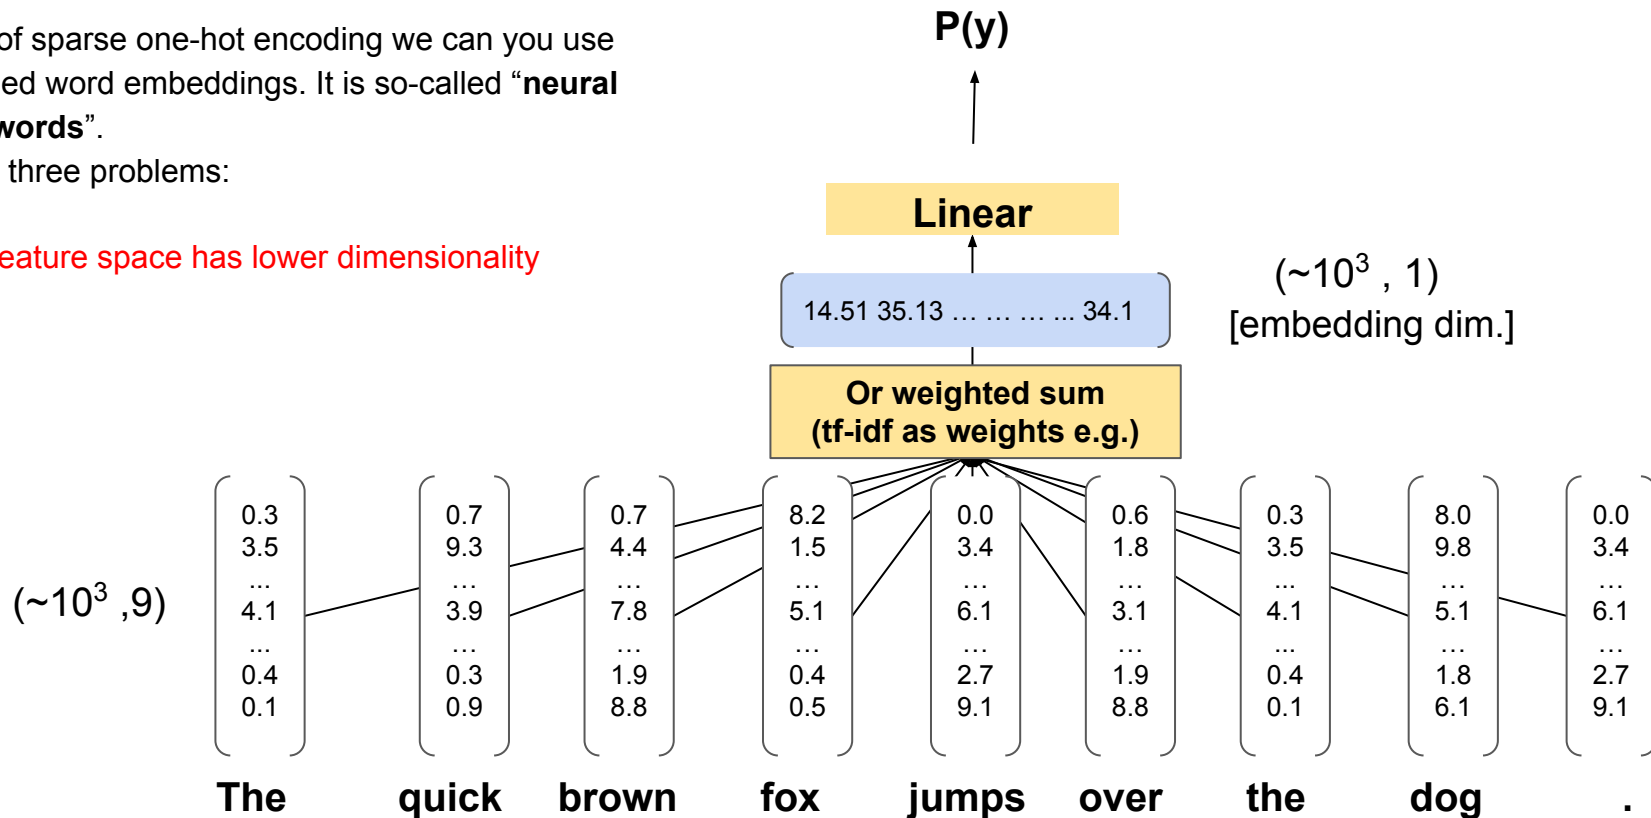 of sparse one-hot encoding we can you use
ed word embeddings. It is so-called “neural
words”.
three problems:
eature space has lower dimensionality
P(y)
Linear
14.51 35.13 … … … ... 34.1
(~10³ , 1)
[embedding dim.]
Or weighted sum
(tf-idf as weights e.g.)
0.3 0.7 0.7 8.2 0.0 0.6 0.3 8.0 0.0
3.5 9.3 4.4 1.5 3.4 1.8 3.5 9.8 3.4
... … … … … … ... … …
(~10³ ,9) 4.1 3.9 7.8 5.1 6.1 3.1 4.1 5.1 6.1
... … … … … … ... … …
0.4 0.3 1.9 0.4 2.7 1.9 0.4 1.8 2.7
0.1 0.9 8.8 0.5 9.1 8.8 0.1 6.1 9.1
The quick brown fox jumps over the dog .